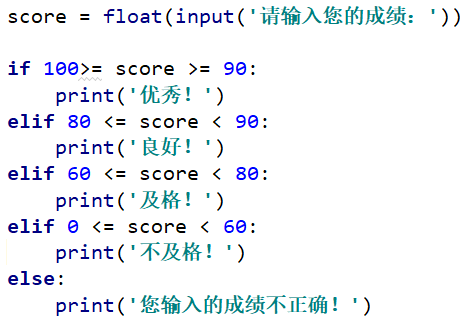 score = float(input('请输入您的成绩：'))
if 100>= score >= 90:
    print('优秀！')
elif 80 <= score < 90:
    print('良好！')
elif 60 <= score < 80:
    print('及格！')
elif 0 <= score < 60:
    print('不及格！')
else:
    print('您输入的成绩不正确！')